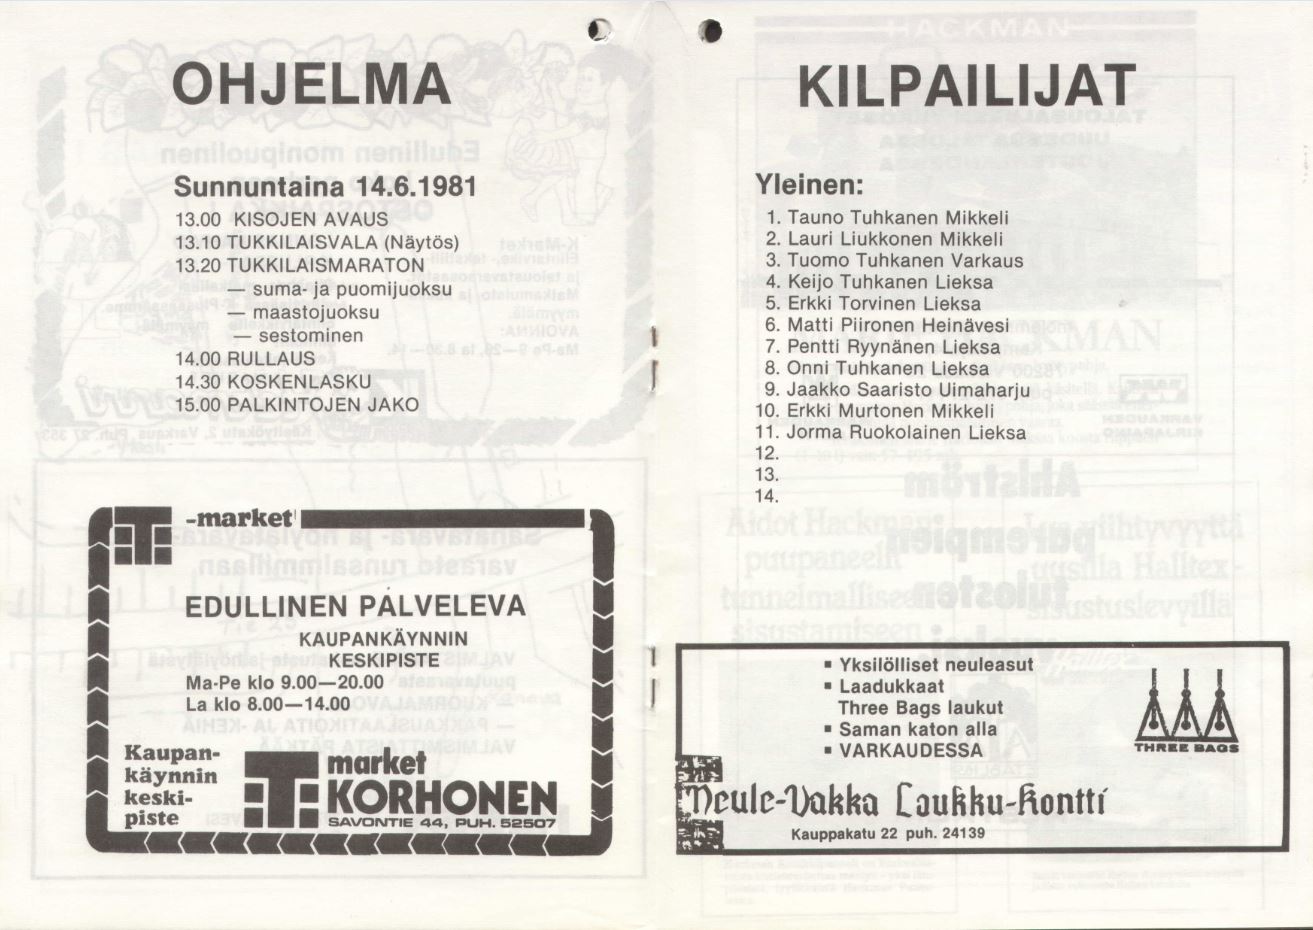 OHJELMA
Sunnuntaina 14.6.1981
13.00 KISOJEN AVAUS
13.10 TUKKILAISVALA (Näytös)
13.20 TUKKILAISMARATON
— suma- ja puomijuoksu
— maastojuoksu
— sestominen
14.00 RULLAUS
14.30 KOSKENLASKU
15.00 PALKINTOJEN JAKO
T-market
EDULLINEN PALVELEVA
KAUPANKÄYNNIN
KESKIPISTE
Ma-Pe klo 9.00—20.00
La klo 8.00—14.00
Kaupan-
käynnin
keski-
piste
T market
KORHONEN
SAVONTIE 44, PUH. 52507
KILPAILIJAT
Yleinen:
1. Tauno Tuhkanen Mikkeli
2. Lauri Liukkonen Mikkeli
3. Tuomo Tuhkanen Varkaus
4. Keijo Tuhkanen Lieksa
5. Erkki Torvinen Lieksa
6. Matti Piironen Heinävesi
7. Pentti Ryynänen Lieksa
8. Onni Tuhkanen Lieksa
9. Jaakko Saaristo Uimaharju
10. Erkki Murtonen Mikkeli
11. Jorma Ruokolainen Lieksa
12.
13.
14.
▪ Yksilölliset neuleasut
▪ Laadukkaat
Three Bags laukut
▪ Saman katon alla
▪ VARKAUDESSA
THREE BAGS
Neule-Vakka Laukku-Kontti
Kauppakatu 22 puh. 24139